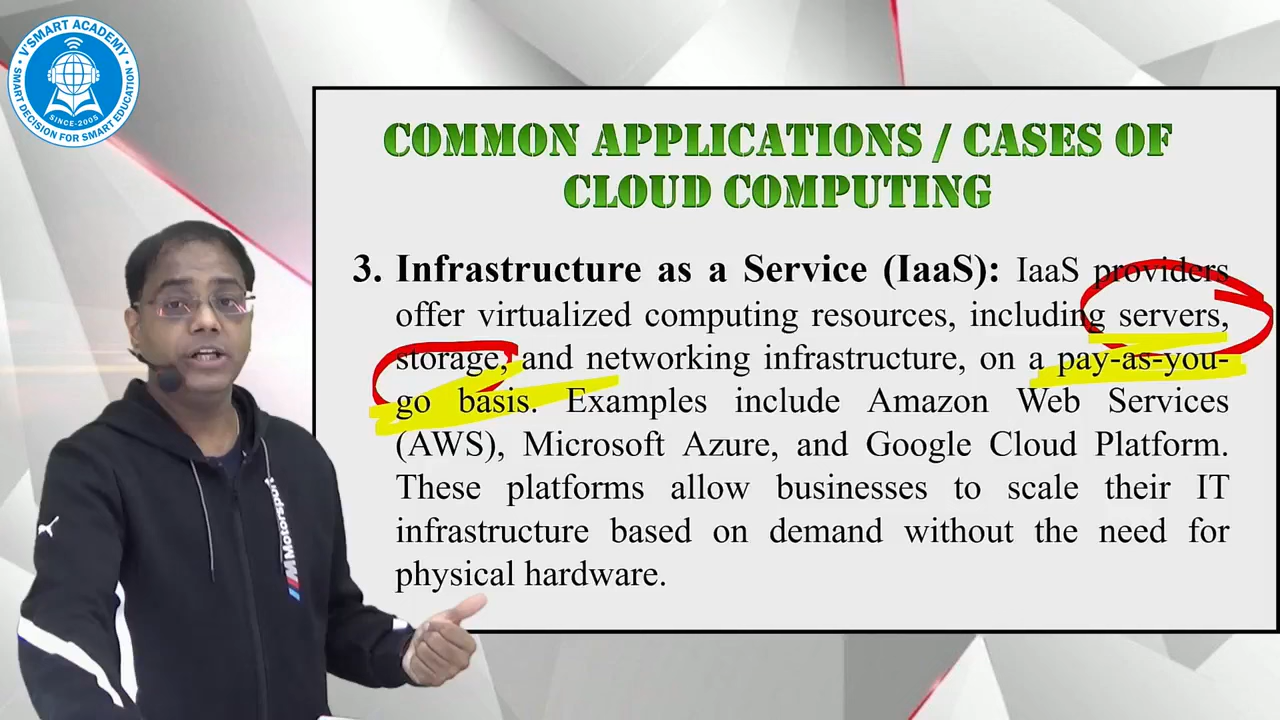 V'SMART ACADEMY
SMART DECISION FOR SMART EDUCATION
SINCE-2005
COMMON APPLICATIONS / CASES OF
CLOUD COMPUTING
3. Infrastructure as a Service (IaaS): IaaS providers
offer virtualized computing resources, including servers,
storage, and networking infrastructure, on a pay-as-you-
go basis. Examples include Amazon Web Services
(AWS), Microsoft Azure, and Google Cloud Platform.
These platforms allow businesses to scale their IT
infrastructure based on demand without the need for
physical hardware.
M Motorsport